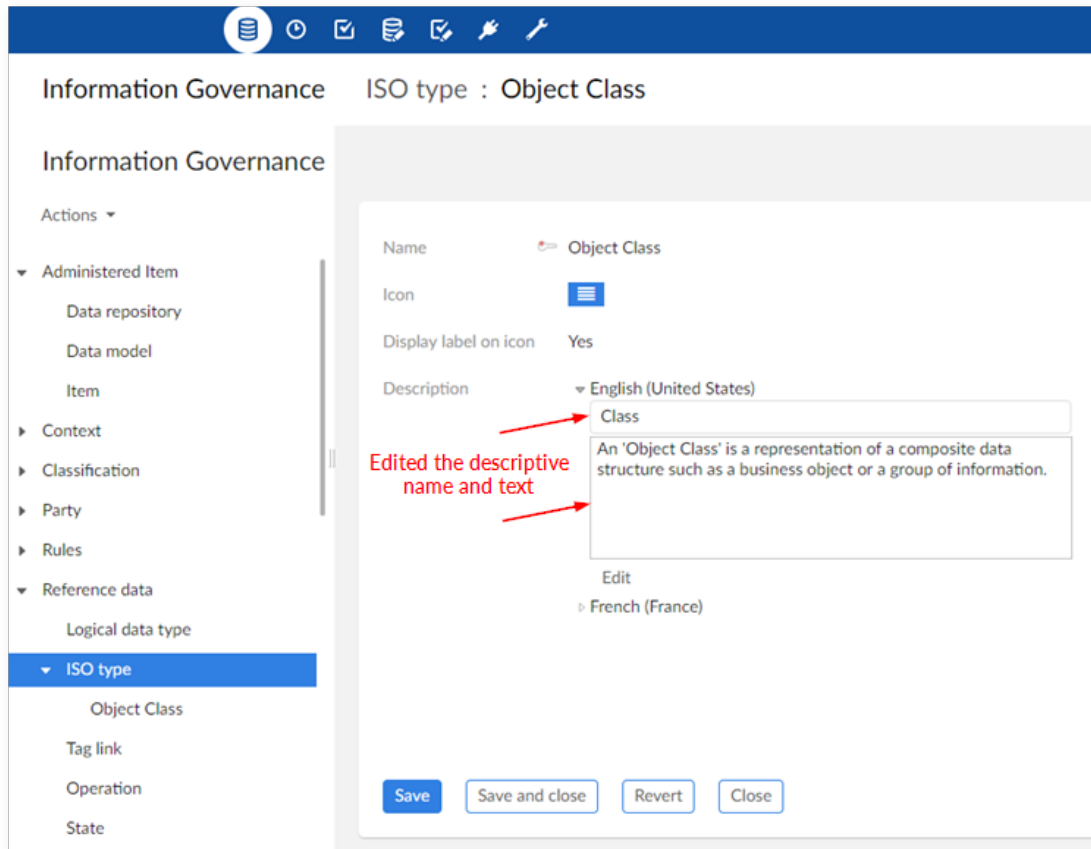 Information Governance
ISO type : Object Class
Information Governance
Actions
Administered Item
Data repository
Data model
Item
Context
Classification
Party
Rules
Reference data
Logical data type
ISO type
Object Class
Tag link
Operation
State
Name
Object Class
Icon
Display label on icon
Yes
Description
English (United States)
Class
An 'Object Class' is a representation of a composite data
structure such as a business object or a group of information.
Edited the descriptive
name and text
Edit
French (France)
Save
Save and close
Revert
Close